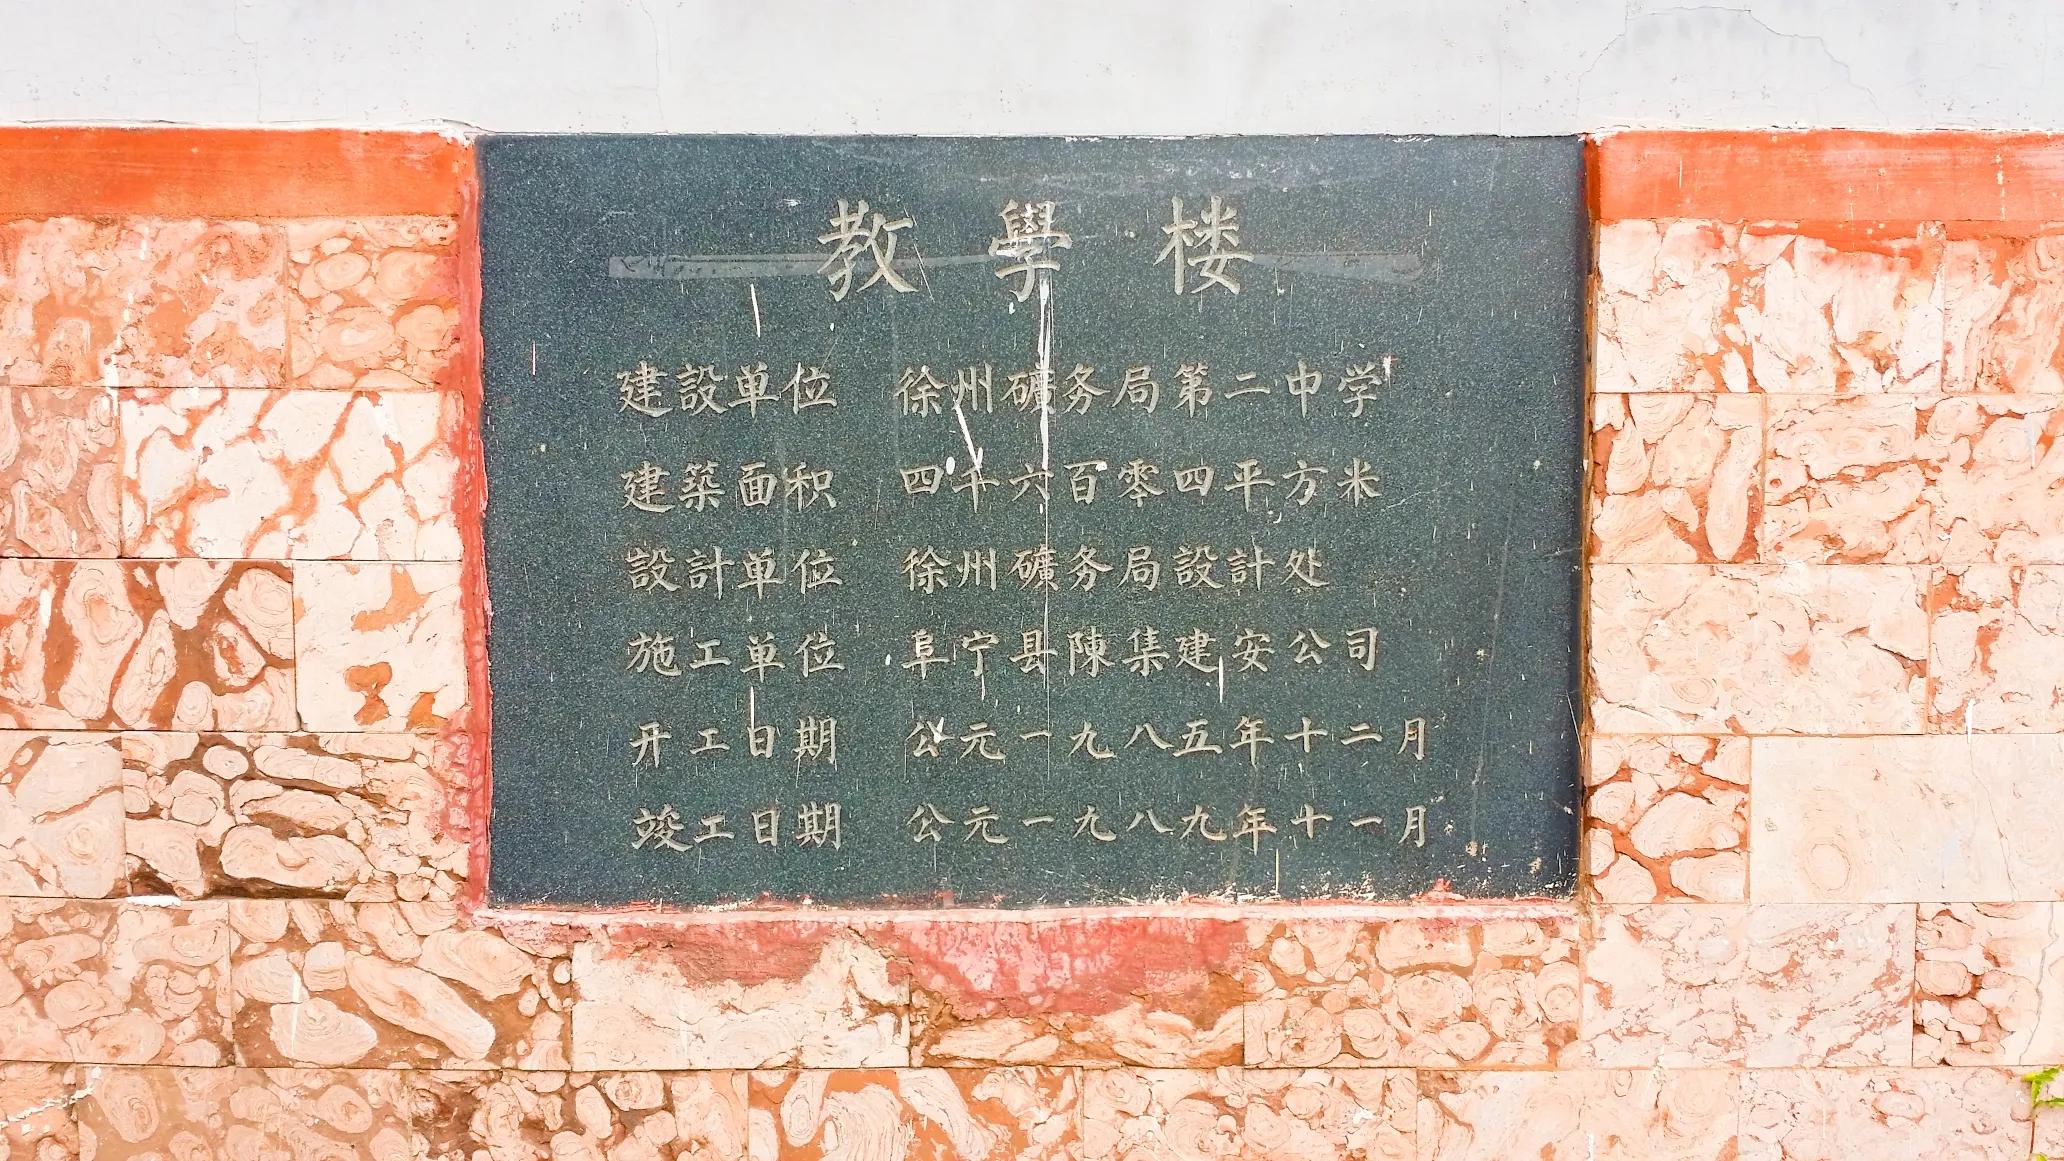 教學楼
建設单位 徐州礦务局第二中学
建築面积 四千六百零四平方米
設計单位 徐州礦务局設計处
施工单位 阜宁县陳集建安公司
开工日期 公元一九八五年十二月
竣工日期 公元一九八九年十一月